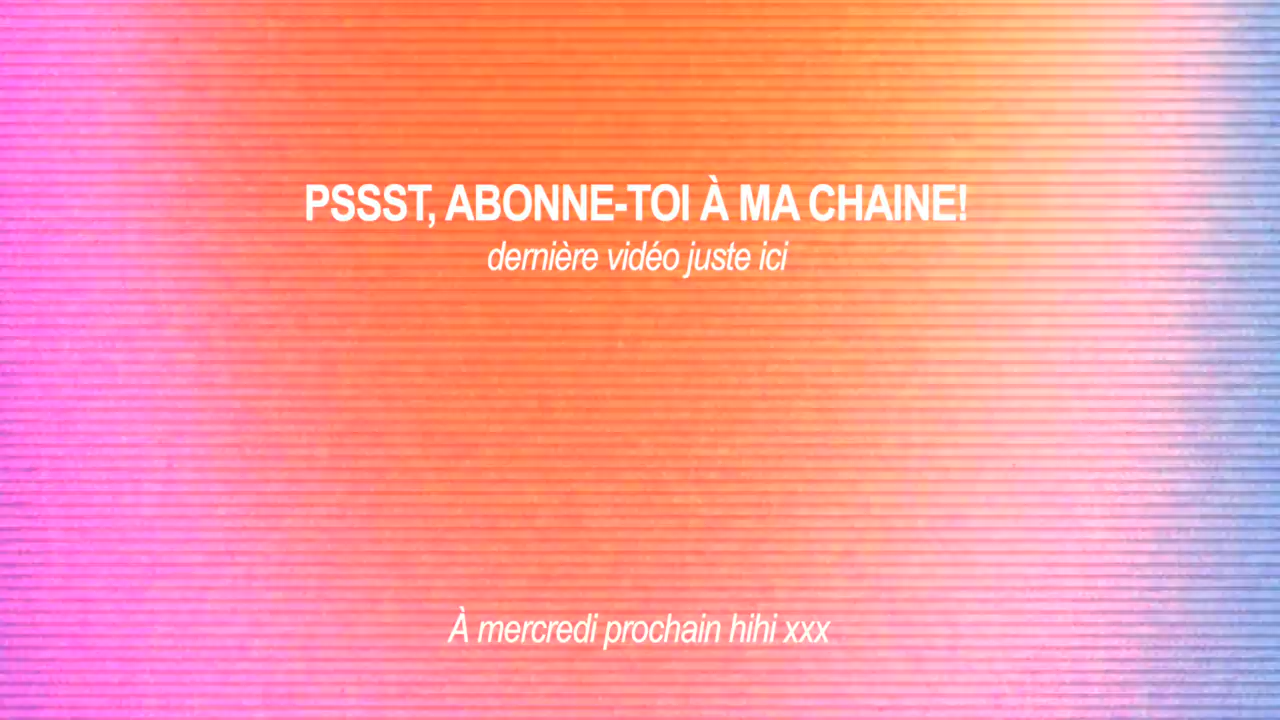 PSSST, ABONNE-TOI À MA CHAINE!
dernière vidéo juste ici
À mercredi prochain hihi xxx